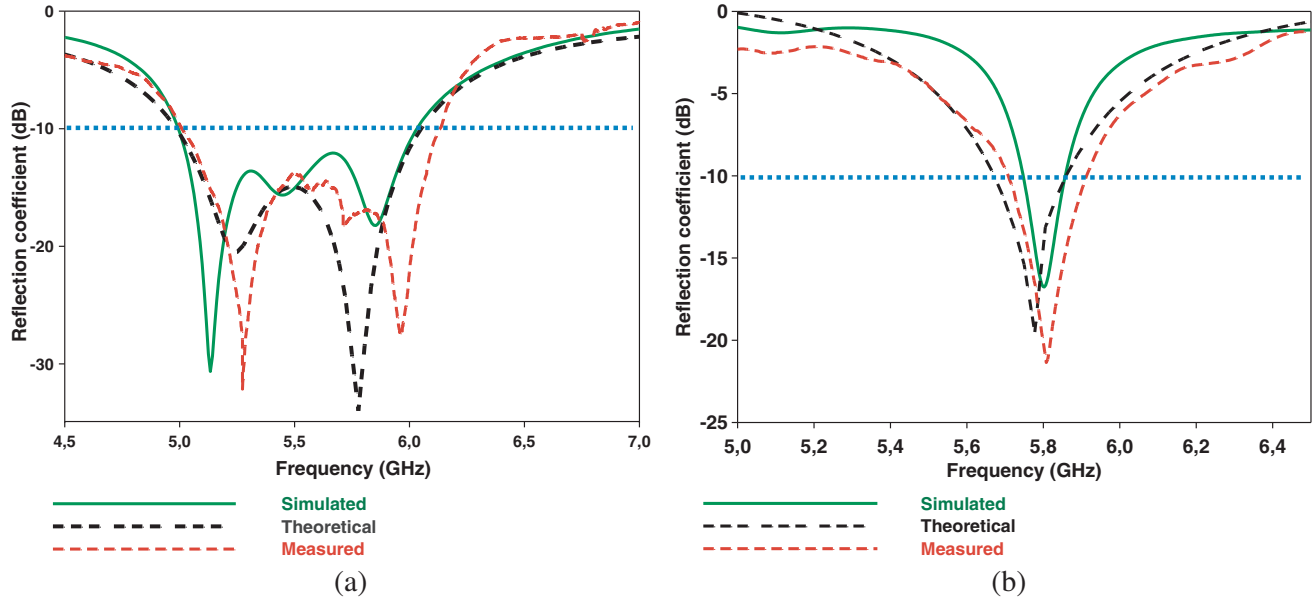 0
-10
-20
-30
Reflection coefficient (dB)
4,5 5,0 5,5 6,0 6,5 7,0
Frequency (GHz)
Simulated
Theoretical
Measured
(a)
0
-5
-10
-15
-20
-25
Reflection coefficient (dB)
5,0 5,2 5,4 5,6 5,8 6,0 6,2 6,4
Frequency (GHz)
Simulated
Theoretical
Measured
(b)